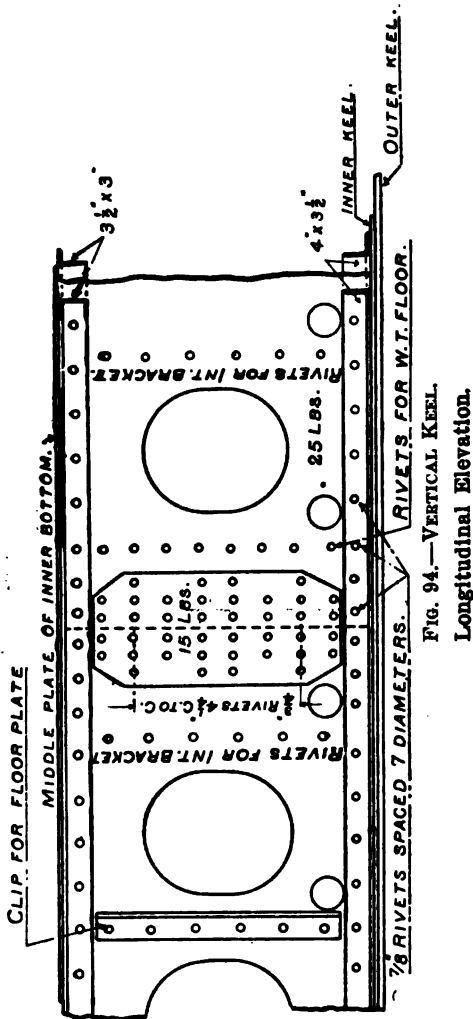 CLIP FOR FLOOR PLATE
MIDDLE PLATE OF INNER BOTTOM.
3½" X 3"
RIVETS FOR INT. BRACKET
15 LBS.
RIVETS 4¼" C. TO C.
RIVETS FOR INT. BRACKET.
25 LBS.
4" X 3½"
INNER KEEL.
OUTER KEEL.
⅞" RIVETS SPACED 7 DIAMETERS.
RIVETS FOR W.T. FLOOR.
FIG. 94.—VERTICAL KEEL.
Longitudinal Elevation.